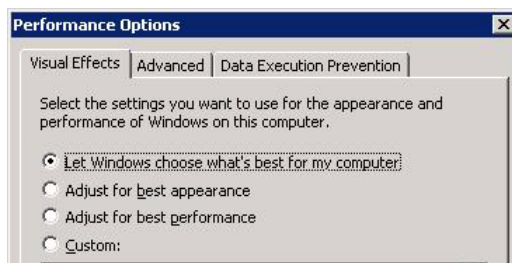 Performance Options
Visual Effects Advanced Data Execution Prevention
Select the settings you want to use for the appearance and
performance of Windows on this computer.
Let Windows choose what's best for my computer
Adjust for best appearance
Adjust for best performance
Custom: